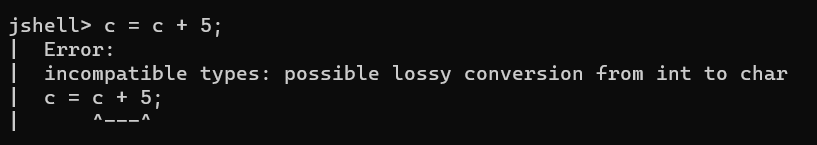 jshell> c = c + 5;
|  Error:
|  incompatible types: possible lossy conversion from int to char
|  c = c + 5;
|      ^---^